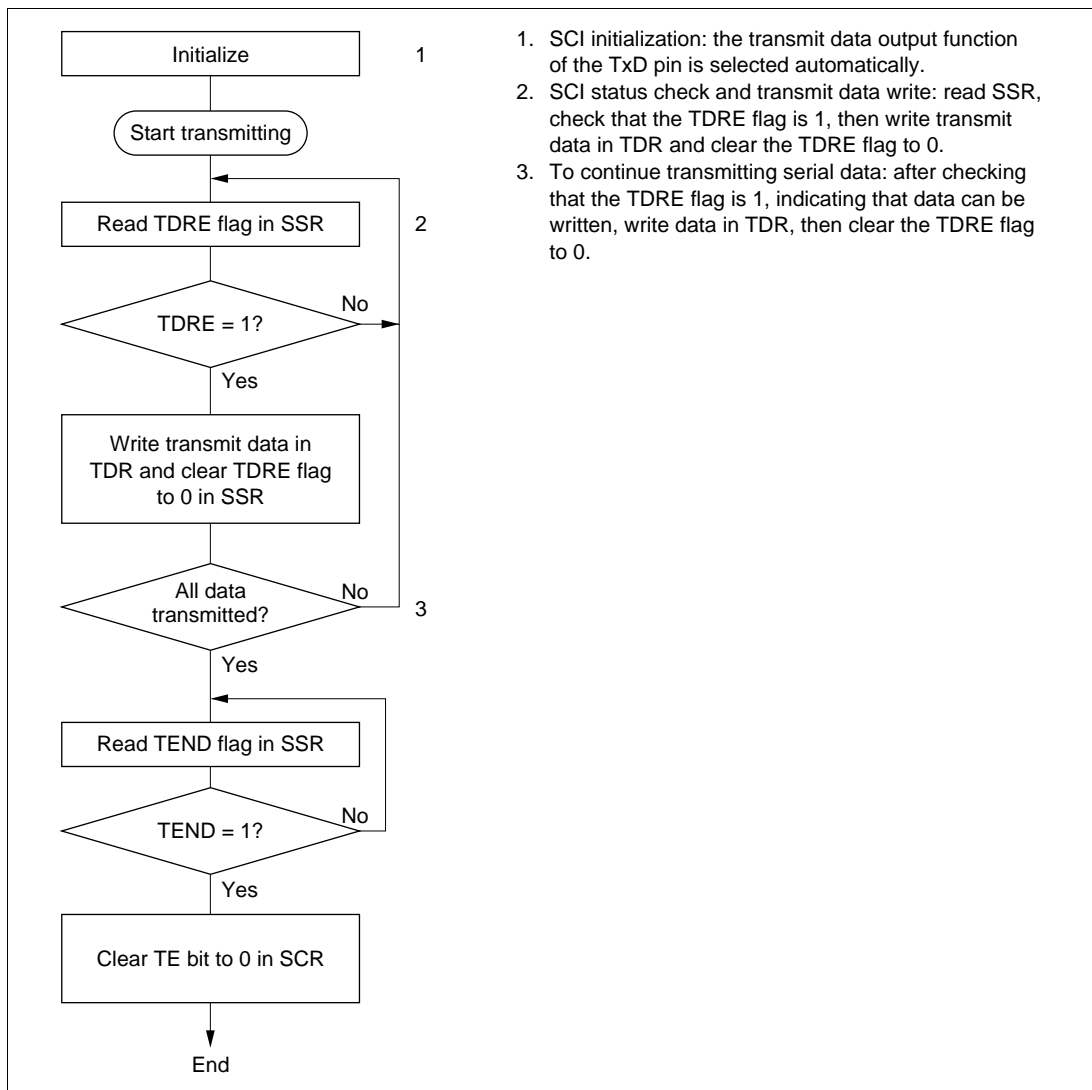 Initialize
1
Start transmitting
Read TDRE flag in SSR
2
No
TDRE = 1?
Yes
Write transmit data in
TDR and clear TDRE flag
to 0 in SSR
All data
transmitted?
No
3
Yes
Read TEND flag in SSR
No
TEND = 1?
Yes
Clear TE bit to 0 in SCR
End
1. SCI initialization: the transmit data output function
of the TxD pin is selected automatically.
2. SCI status check and transmit data write: read SSR,
check that the TDRE flag is 1, then write transmit
data in TDR and clear the TDRE flag to 0.
3. To continue transmitting serial data: after checking
that the TDRE flag is 1, indicating that data can be
written, write data in TDR, then clear the TDRE flag
to 0.